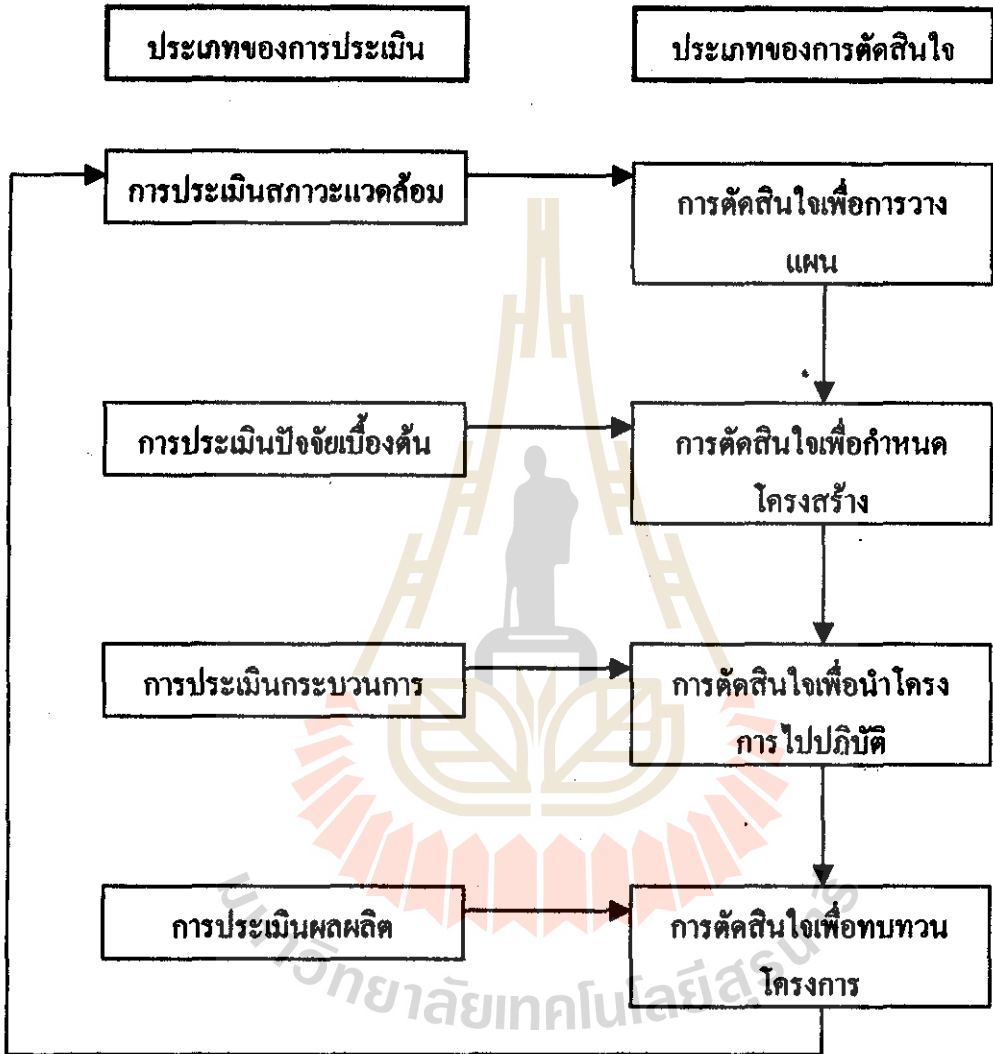 ประเภทของการประเมิน
ประเภทของการตัดสินใจ
การประเมินสภาวะแวดล้อม
การตัดสินใจเพื่อการวาง
แผน
การประเมินปัจจัยเบื้องต้น
การตัดสินใจเพื่อกำหนด
โครงสร้าง
การประเมินกระบวนการ
การตัดสินใจเพื่อนำโครง
การไปปฏิบัติ
การประเมินผลผลิต
การตัดสินใจเพื่อทบทวน
โครงการ
มหาวิทยาลัยเทคโนโลยีสุรนารี